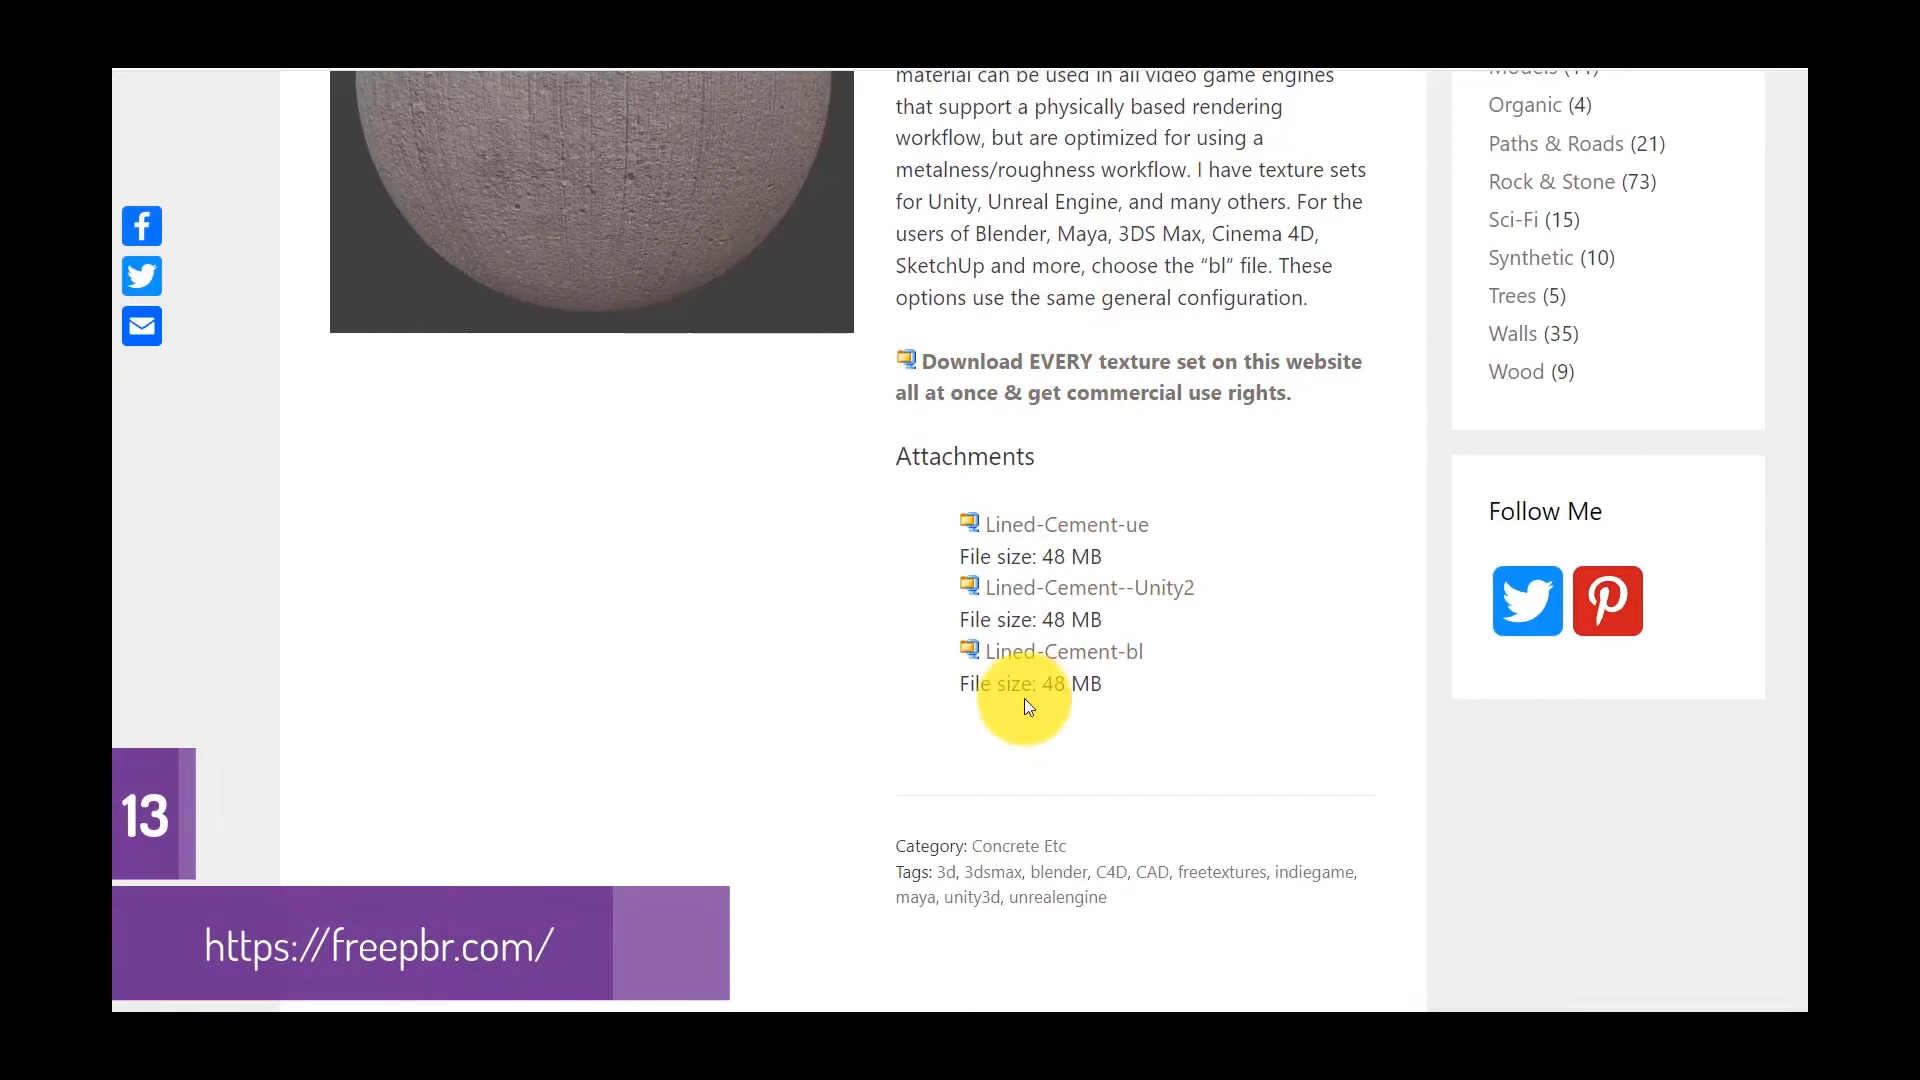 material can be used in all video game engines
that support a physically based rendering
workflow, but are optimized for using a
metalness/roughness workflow. I have texture sets
for Unity, Unreal Engine, and many others. For the
users of Blender, Maya, 3DS Max, Cinema 4D,
SketchUp and more, choose the “bl” file. These
options use the same general configuration.
Download EVERY texture set on this website
all at once & get commercial use rights.
Attachments
Lined-Cement-ue
File size: 48 MB
Lined-Cement--Unity2
File size: 48 MB
Lined-Cement-bl
File size: 48 MB
Category: Concrete Etc
Tags: 3d, 3dsmax, blender, C4D, CAD, freetextures, indiegame,
maya, unity3d, unrealengine
Organic (4)
Paths & Roads (21)
Rock & Stone (73)
Sci-Fi (15)
Synthetic (10)
Trees (5)
Walls (35)
Wood (9)
Follow Me
13
https://freepbr.com/